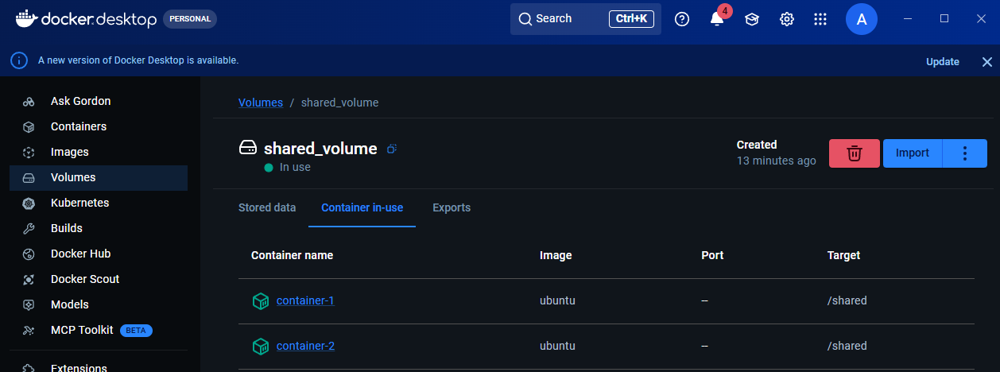 docker.desktop PERSONAL Search Ctrl+K 4 A
A new version of Docker Desktop is available. Update
Ask Gordon
Containers
Images
Volumes
Kubernetes
Builds
Docker Hub
Docker Scout
Models
MCP Toolkit BETA
Extensions
Volumes / shared_volume
shared_volume
In use
Created
13 minutes ago
Import
Stored data Container in-use Exports
Container name Image Port Target
container-1 ubuntu -- /shared
container-2 ubuntu -- /shared